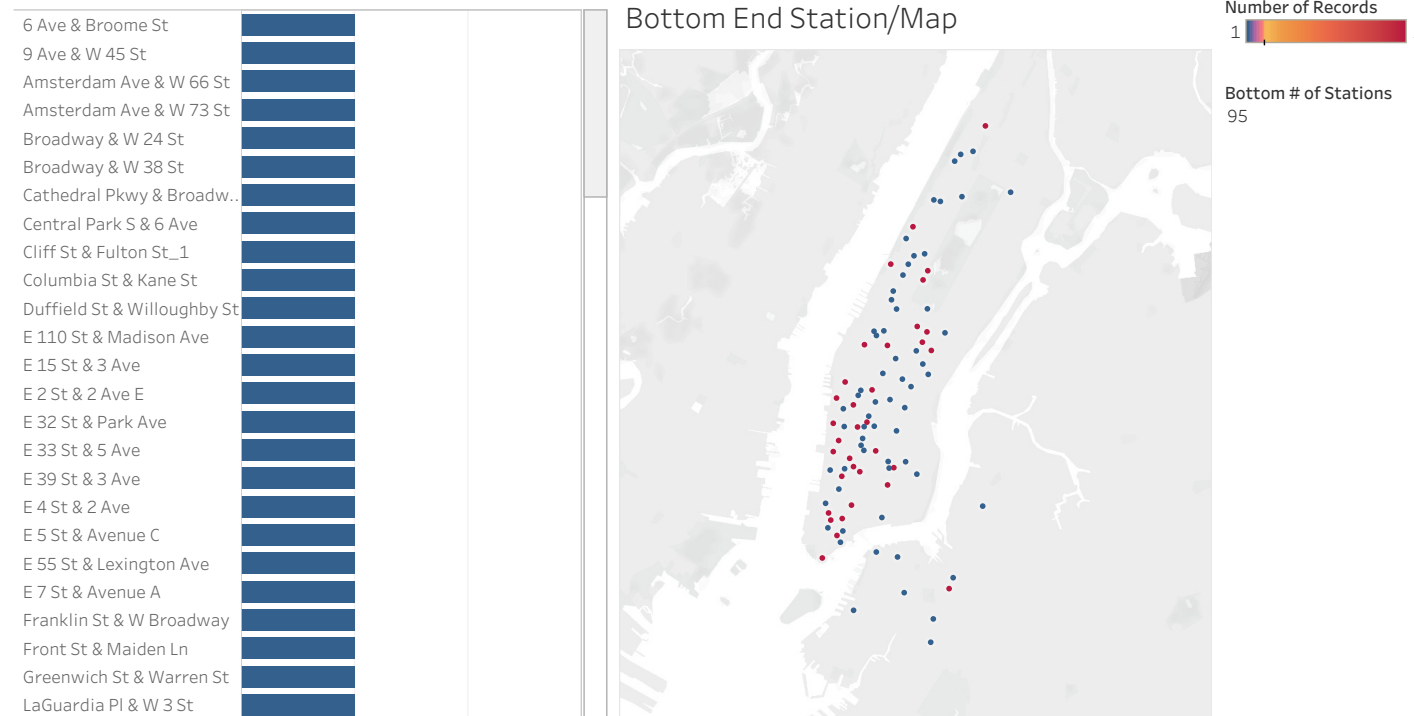 6 Ave & Broome St
9 Ave & W 45 St
Amsterdam Ave & W 66 St
Amsterdam Ave & W 73 St
Broadway & W 24 St
Broadway & W 38 St
Cathedral Pkwy & Broadw..
Central Park S & 6 Ave
Cliff St & Fulton St_1
Columbia St & Kane St
Duffield St & Willoughby St
E 110 St & Madison Ave
E 15 St & 3 Ave
E 2 St & 2 Ave E
E 32 St & Park Ave
E 33 St & 5 Ave
E 39 St & 3 Ave
E 4 St & 2 Ave
E 5 St & Avenue C
E 55 St & Lexington Ave
E 7 St & Avenue A
Franklin St & W Broadway
Front St & Maiden Ln
Greenwich St & Warren St
LaGuardia Pl & W 3 St
Bottom End Station/Map
Number of Records
1
Bottom # of Stations
95